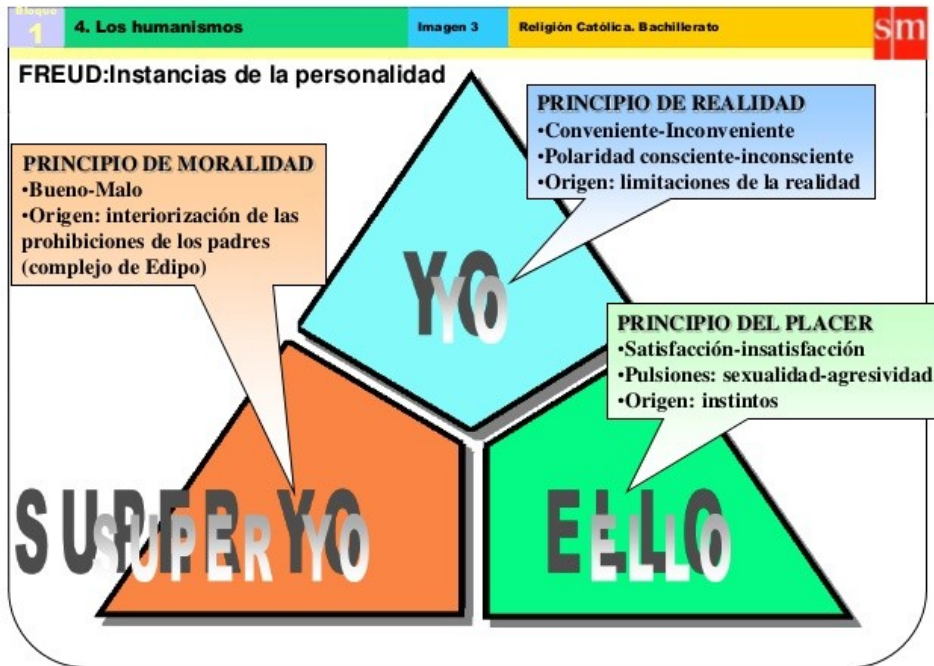 Bloque
1
4. Los humanismos
Imagen 3
Religión Católica. Bachillerato
sm
FREUD:Instancias de la personalidad
PRINCIPIO DE REALIDAD
•Conveniente-Inconveniente
•Polaridad consciente-inconsciente
•Origen: limitaciones de la realidad
PRINCIPIO DE MORALIDAD
•Bueno-Malo
•Origen: interiorización de las
prohibiciones de los padres
(complejo de Edipo)
YO
PRINCIPIO DEL PLACER
•Satisfacción-insatisfacción
•Pulsiones: sexualidad-agresividad
•Origen: instintos
SUPER YO
ELLO